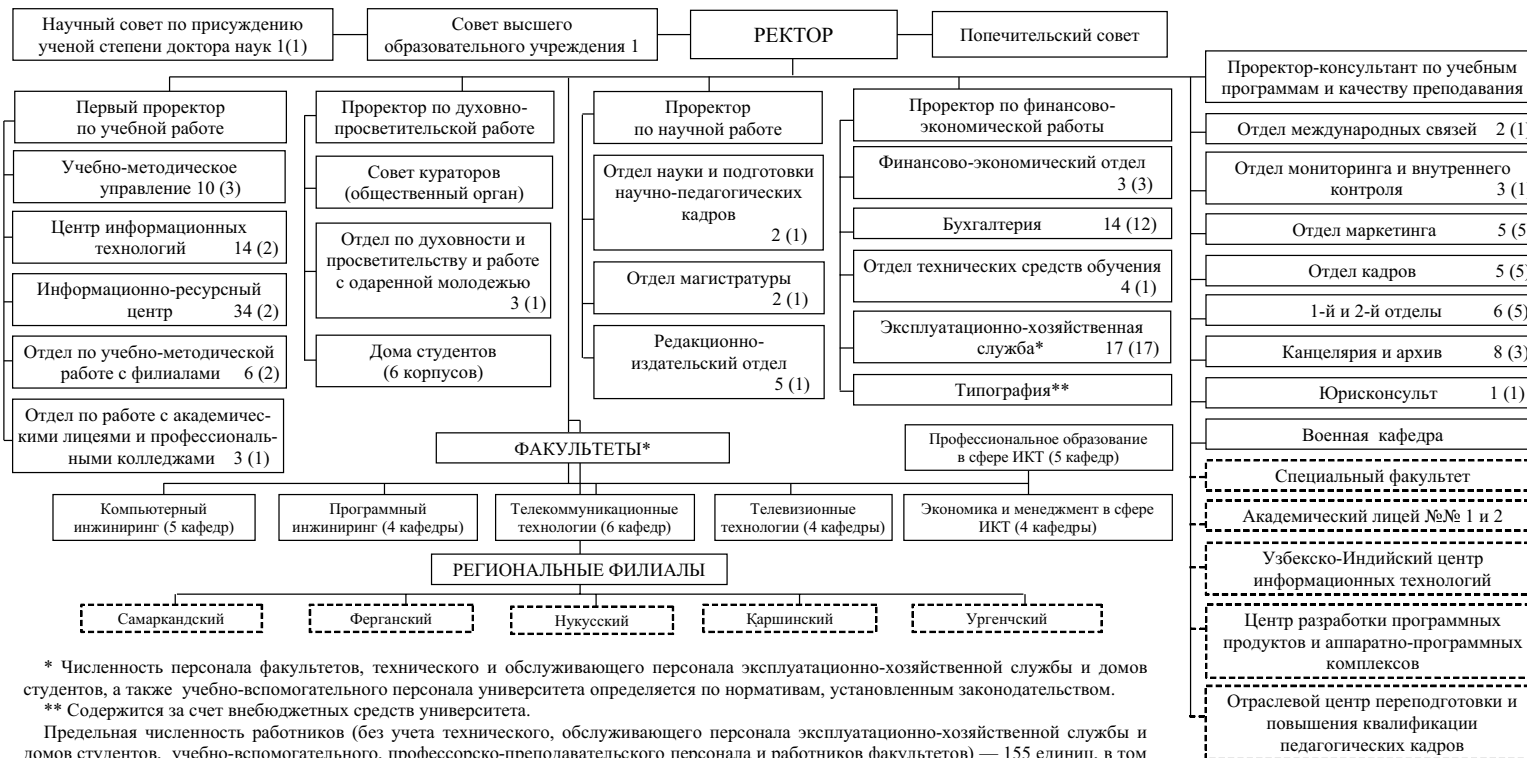 Научный совет по присуждению
ученой степени доктора наук 1(1)
Совет высшего
образовательного учреждения 1
РЕКТОР
Попечительский совет
Первый проректор
по учебной работе
Учебно-методическое
управление 10 (3)
Центр информационных
технологий 14 (2)
Информационно-ресурсный
центр 34 (2)
Отдел по учебно-методической
работе с филиалами 6 (2)
Отдел по работе с академичес-
кими лицеями и профессиональ-
ными колледжами 3 (1)
Проректор по духовно-
просветительской работе
Совет кураторов
(общественный орган)
Отдел по духовности и
просветительству и работе
с одаренной молодежью
3 (1)
Дома студентов
(6 корпусов)
Проректор
по научной работе
Отдел науки и подготовки
научно-педагогических
кадров
2 (1)
Отдел магистратуры
2 (1)
Редакционно-
издательский отдел
5 (1)
Проректор по финансово-
экономической работы
Финансово-экономический отдел
3 (3)
Бухгалтерия 14 (12)
Отдел технических средств обучения
4 (1)
Эксплуатационно-хозяйственная
служба* 17 (17)
Типография**
Проректор-консультант по учебным
программам и качеству преподавания
Отдел международных связей 2 (1)
Отдел мониторинга и внутреннего
контроля 3 (1
Отдел маркетинга 5 (5
Отдел кадров 5 (5)
1-й и 2-й отделы 6 (5)
Канцелярия и архив 8 (3)
Юрисконсульт 1 (1)
Военная кафедра
Специальный факультет
Академический лицей №№ 1 и 2
Узбекско-Индийский центр
информационных технологий
Центр разработки программных
продуктов и аппаратно-программных
комплексов
Отраслевой центр переподготовки и
повышения квалификации
педагогических кадров
ФАКУЛЬТЕТЫ*
Профессиональное образование
в сфере ИКТ (5 кафедр)
Компьютерный
инжиниринг (5 кафедр)
Программный
инжиниринг (4 кафедры)
Телекоммуникационные
технологии (6 кафедр)
Телевизионные
технологии (4 кафедры)
Экономика и менеджмент в сфере
ИКТ (4 кафедры)
РЕГИОНАЛЬНЫЕ ФИЛИАЛЫ
Самаркандский
Ферганский
Нукусский
Қаршинский
Ургенчский
* Численность персонала факультетов, технического и обслуживающего персонала эксплуатационно-хозяйственной службы и домов
студентов, а также учебно-вспомогательного персонала университета определяется по нормативам, установленным законодательством.
** Содержится за счет внебюджетных средств университета.
Предельная численность работников (без учета технического, обслуживающего персонала эксплуатационно-хозяйственной службы и
домов студентов, учебно-вспомогательного, профессорско-преподавательского персонала и работников факультетов) — 155 единиц, в том